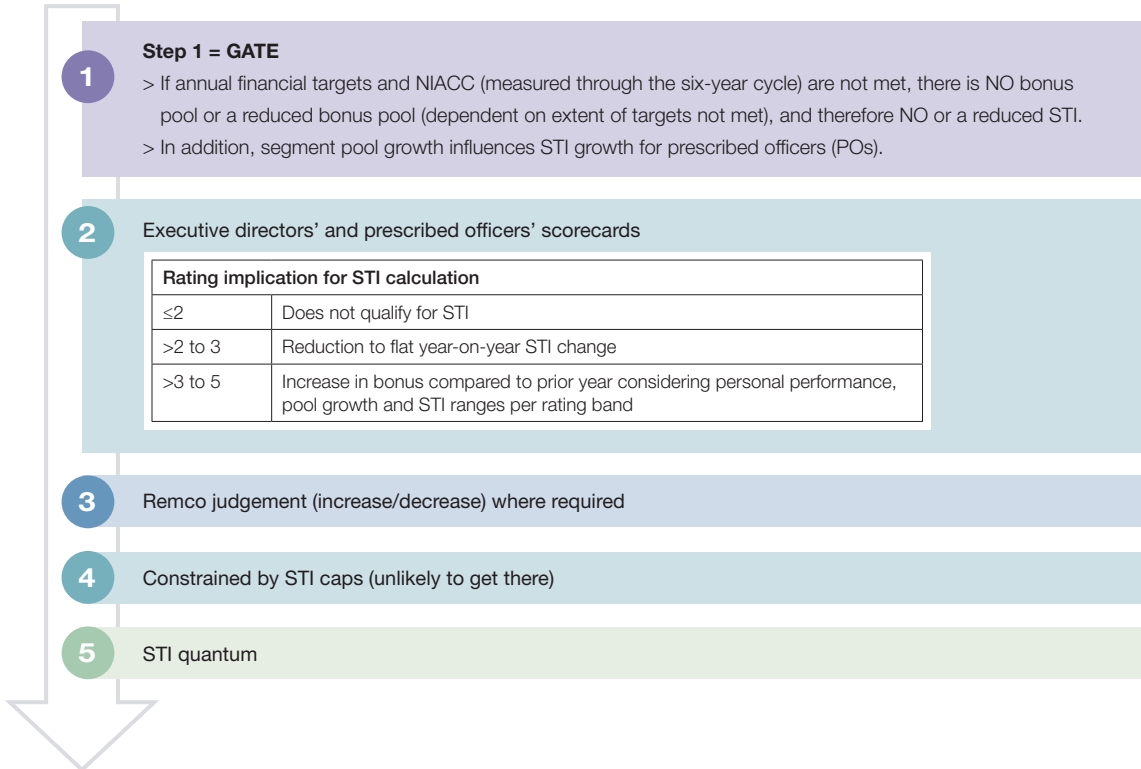 1
Step 1 = GATE
> If annual financial targets and NIACC (measured through the six-year cycle) are not met, there is NO bonus
pool or a reduced bonus pool (dependent on extent of targets not met), and therefore NO or a reduced STI.
> In addition, segment pool growth influences STI growth for prescribed officers (POs).
2
Executive directors’ and prescribed officers’ scorecards
Rating implication for STI calculation
≤2 Does not qualify for STI
>2 to 3 Reduction to flat year-on-year STI change
>3 to 5 Increase in bonus compared to prior year considering personal performance,
pool growth and STI ranges per rating band
3
Remco judgement (increase/decrease) where required
4
Constrained by STI caps (unlikely to get there)
5
STI quantum